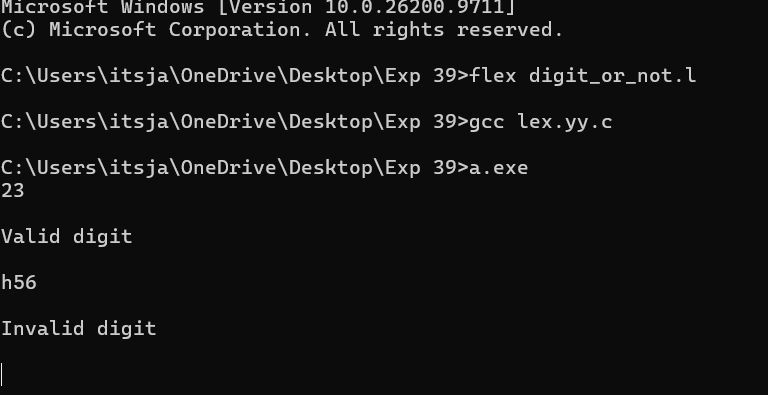 Microsoft Windows [Version 10.0.26200.9711]
(c) Microsoft Corporation. All rights reserved.
C:\Users\itsja\OneDrive\Desktop\Exp 39>flex digit_or_not.l
C:\Users\itsja\OneDrive\Desktop\Exp 39>gcc lex.yy.c
C:\Users\itsja\OneDrive\Desktop\Exp 39>a.exe
23
Valid digit
h56
Invalid digit